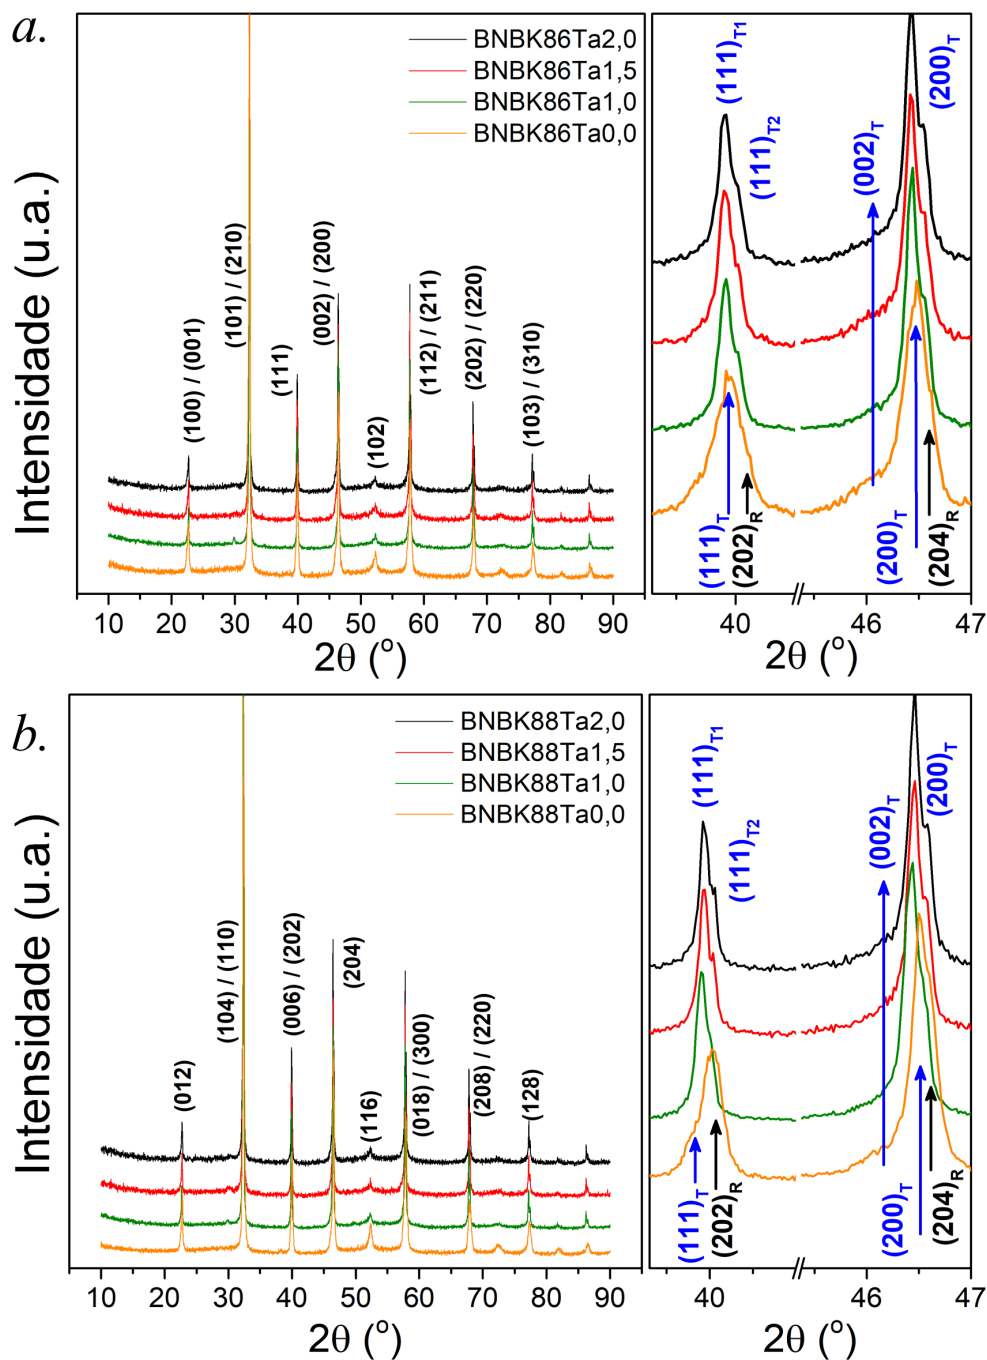 a.
BNBK86Ta2,0
BNBK86Ta1,5
BNBK86Ta1,0
BNBK86Ta0,0
Intensidade (u.a.)
(100) / (001)
(101) / (210)
(111)
(002) / (200)
(102)
(112) / (211)
(202) / (220)
(103) / (310)
10 20 30 40 50 60 70 80 90
2θ (o)
(111)T1
(111)T2
(002)T
(200)T
(111)T
(202)R
(200)T
(204)R
40 46 47
2θ (o)
b.
BNBK88Ta2,0
BNBK88Ta1,5
BNBK88Ta1,0
BNBK88Ta0,0
Intensidade (u.a.)
(012)
(104) / (110)
(006) / (202)
(204)
(116)
(018) / (300)
(208) / (220)
(128)
10 20 30 40 50 60 70 80 90
2θ (o)
(111)T1
(111)T2
(002)T
(200)T
(111)T
(202)R
(200)T
(204)R
40 46 47
2θ (o)